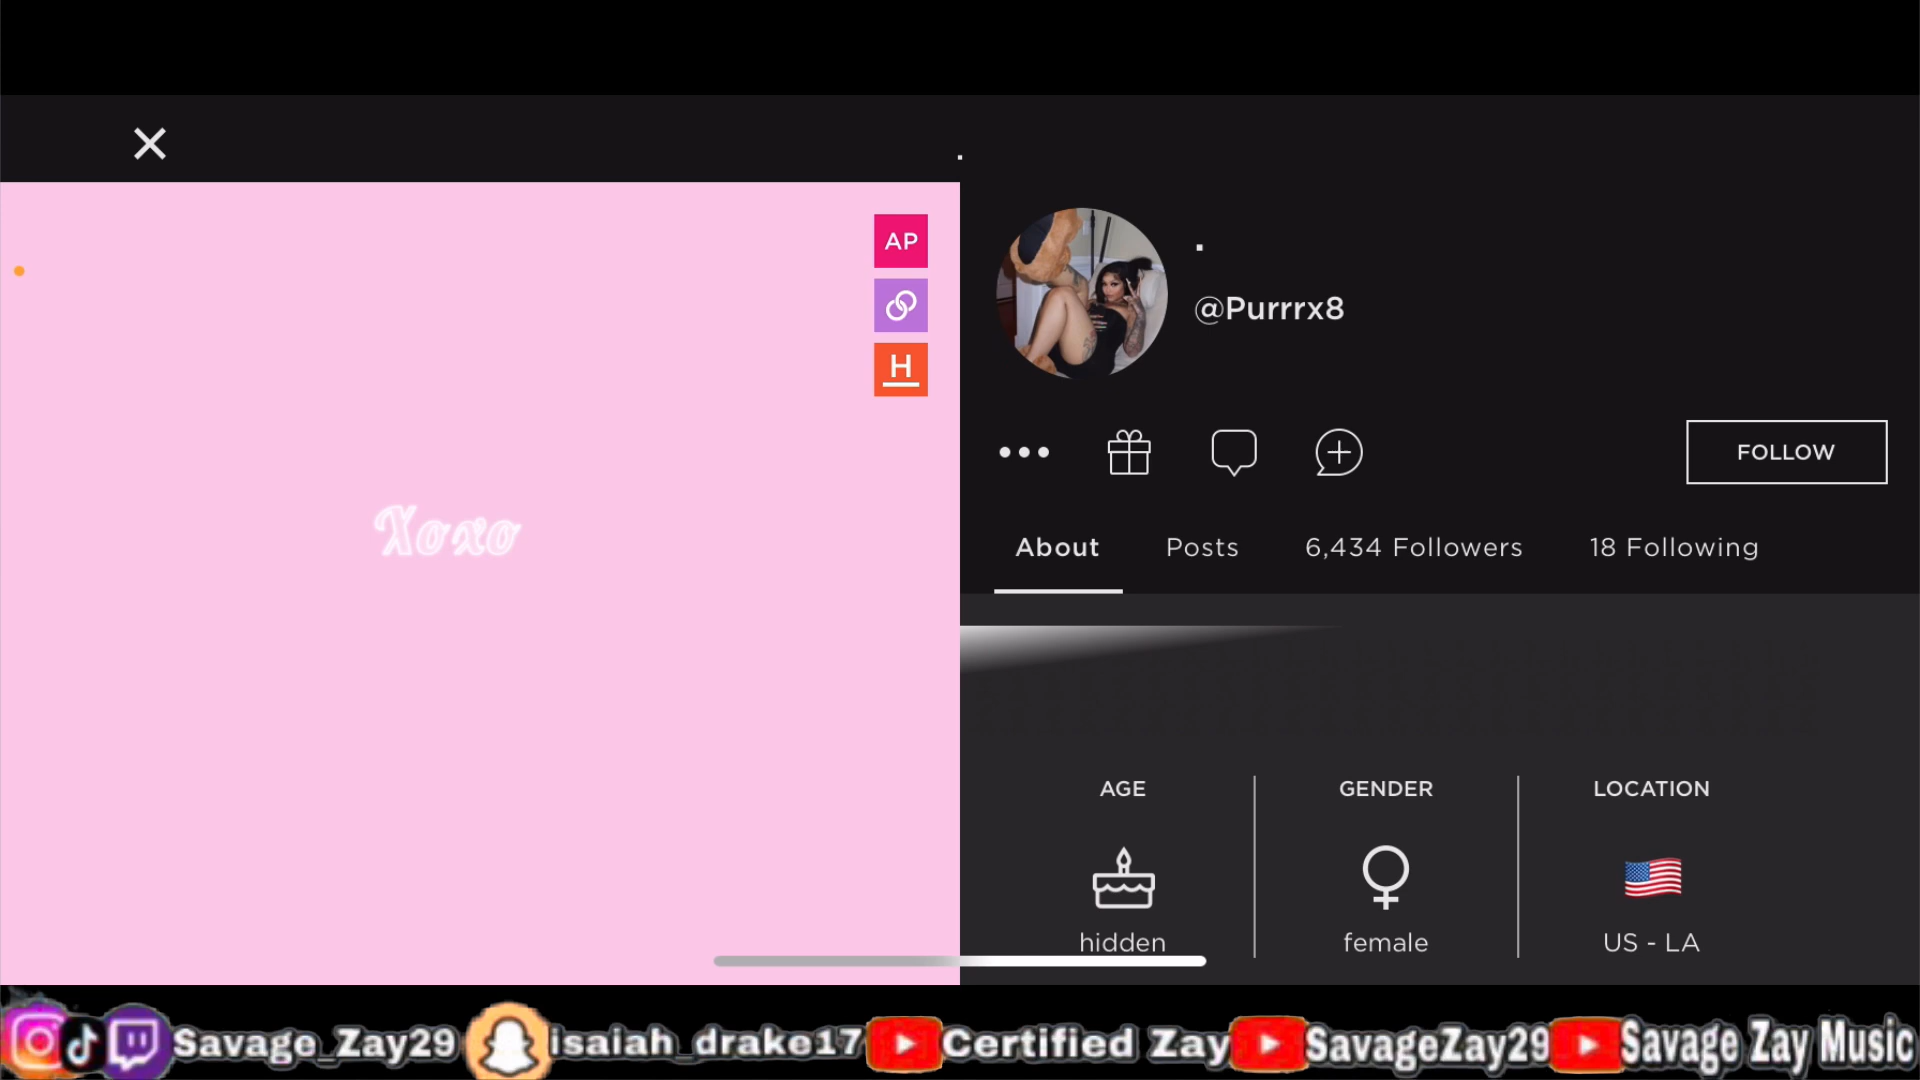 .
AP
H
Xoxo
.
@Purrrx8
FOLLOW
About Posts 6,434 Followers 18 Following
AGE GENDER LOCATION
hidden female US - LA
Savage_Zay29 isaiah_drake17 Certified Zay SavageZay29 Savage Zay Music